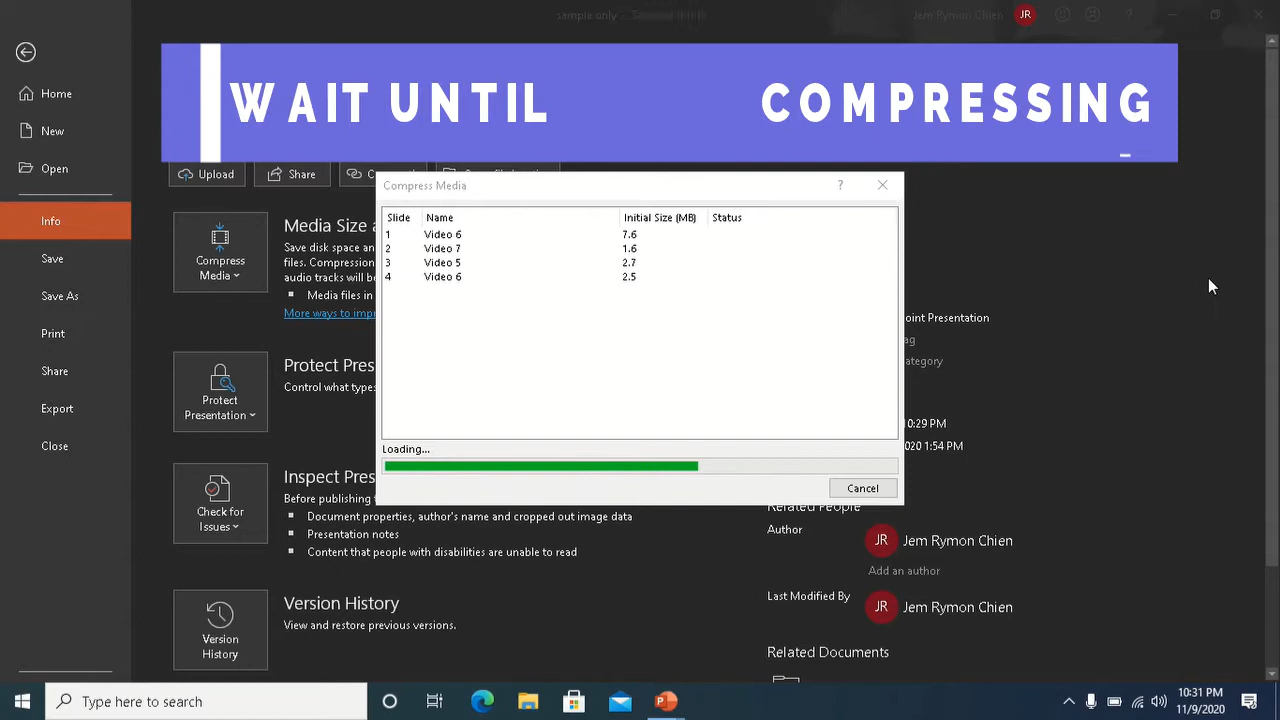 sample only
Jem Rymon Chien
JR
?
WAIT UNTIL COMPRESSING
Home
New
Open
Info
Save
Save As
Print
Share
Export
Close
Upload
Share
Compress Media
?
Slide Name Initial Size (MB) Status
1 Video 6 7.6
2 Video 7 1.6
3 Video 5 2.7
4 Video 6 2.5
Loading...
Cancel
Compress
Media
Media Size a
Save disk space an
files. Compression
audio tracks will be
Media files in
More ways to imp
Protect
Presentation
Protect Pres
Control what types
Check for
Issues
Inspect Pres
Before publishing
Document properties, author's name and cropped out image data
Presentation notes
Content that people with disabilities are unable to read
Version
History
Version History
View and restore previous versions.
oint Presentation
ag
ategory
10:29 PM
020 1:54 PM
Related People
Author
JR
Jem Rymon Chien
Add an author
Last Modified By
JR
Jem Rymon Chien
Related Documents
Type here to search
10:31 PM
11/9/2020